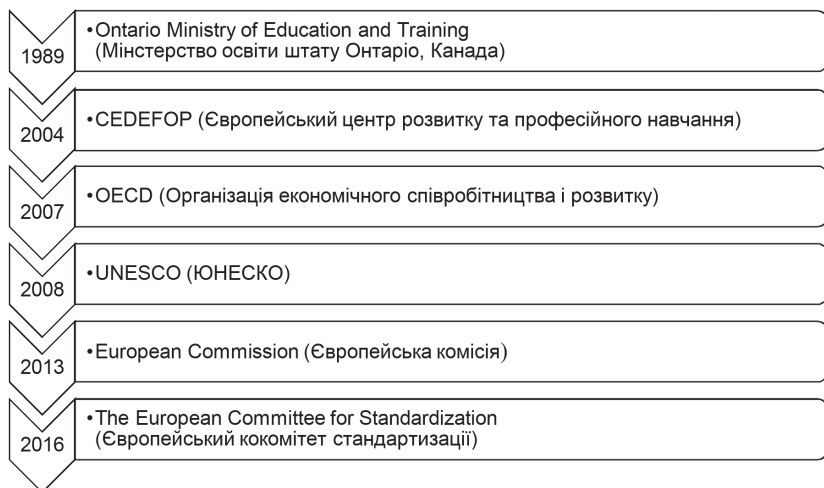 1989
•Ontario Ministry of Education and Training
(Мінстерство освіти штату Онтаріо, Канада)
2004
•CEDEFOP (Європейський центр розвитку та професійного навчання)
2007
•OECD (Організація економічного співробітництва і розвитку)
2008
•UNESCO (ЮНЕСКО)
2013
•European Commission (Європейська комісія)
2016
•The European Committee for Standardization
(Європейський кокомітет стандартизації)